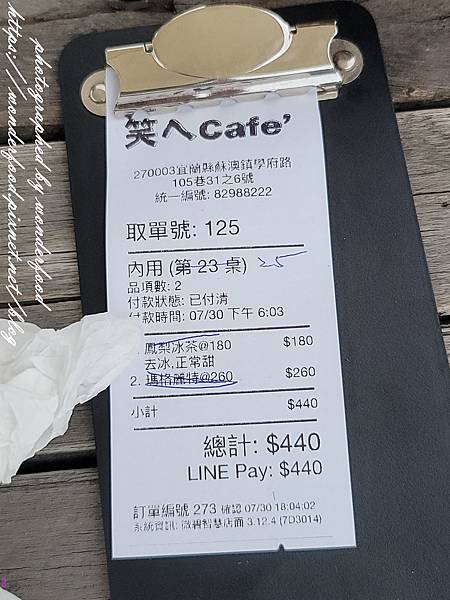 笑ㄟCafe'
270003宜蘭縣蘇澳鎮學府路
105巷31之6號
統一編號: 82988222
取單號: 125
內用 (第 23 桌) 25
品項數: 2
付款狀態: 已付清
付款時間: 07/30 下午 6:03
1. 鳳梨冰茶@180 $180
去冰,正常甜
2. 瑪格麗特@260 $260
小計 $440
總計: $440
LINE Pay: $440
訂單編號 273 確認 07/30 18:04:02
系統資訊: 微碧智慧店面 3.12.4 (7D3014)
photographed by wonderfood
https://wonderfood.pixnet.net/blog